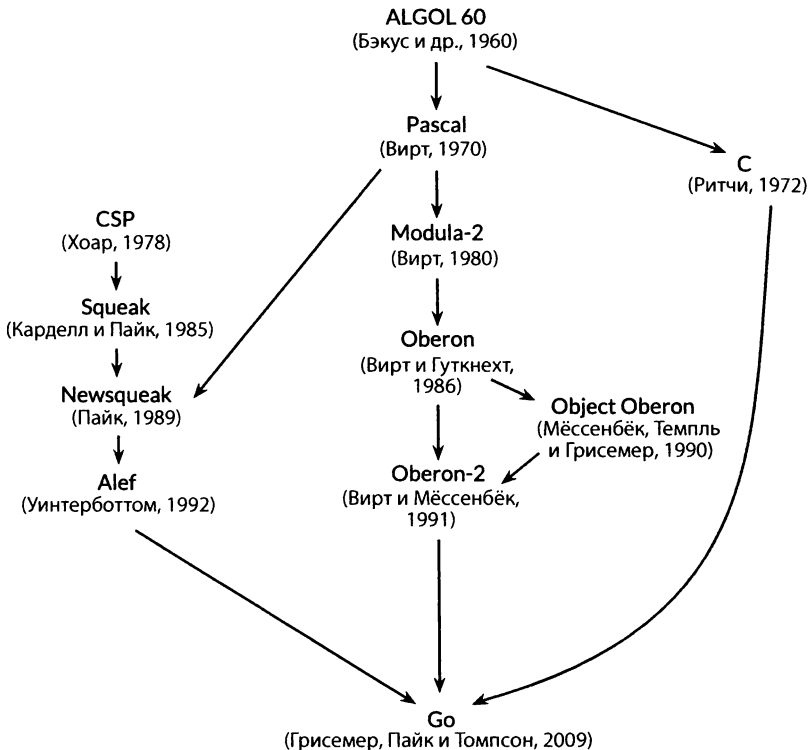 ALGOL 60
(Бэкус и др., 1960)
Pascal
(Вирт, 1970)
C
(Ритчи, 1972)
CSP
(Хоар, 1978)
Modula-2
(Вирт, 1980)
Squeak
(Карделл и Пайк, 1985)
Oberon
(Вирт и Гуткнехт,
1986)
Newsqueak
(Пайк, 1989)
Object Oberon
(Мёссенбёк, Темпль
и Грисемер, 1990)
Alef
(Уинтерботтом, 1992)
Oberon-2
(Вирт и Мёссенбёк,
1991)
Go
(Грисемер, Пайк и Томпсон, 2009)